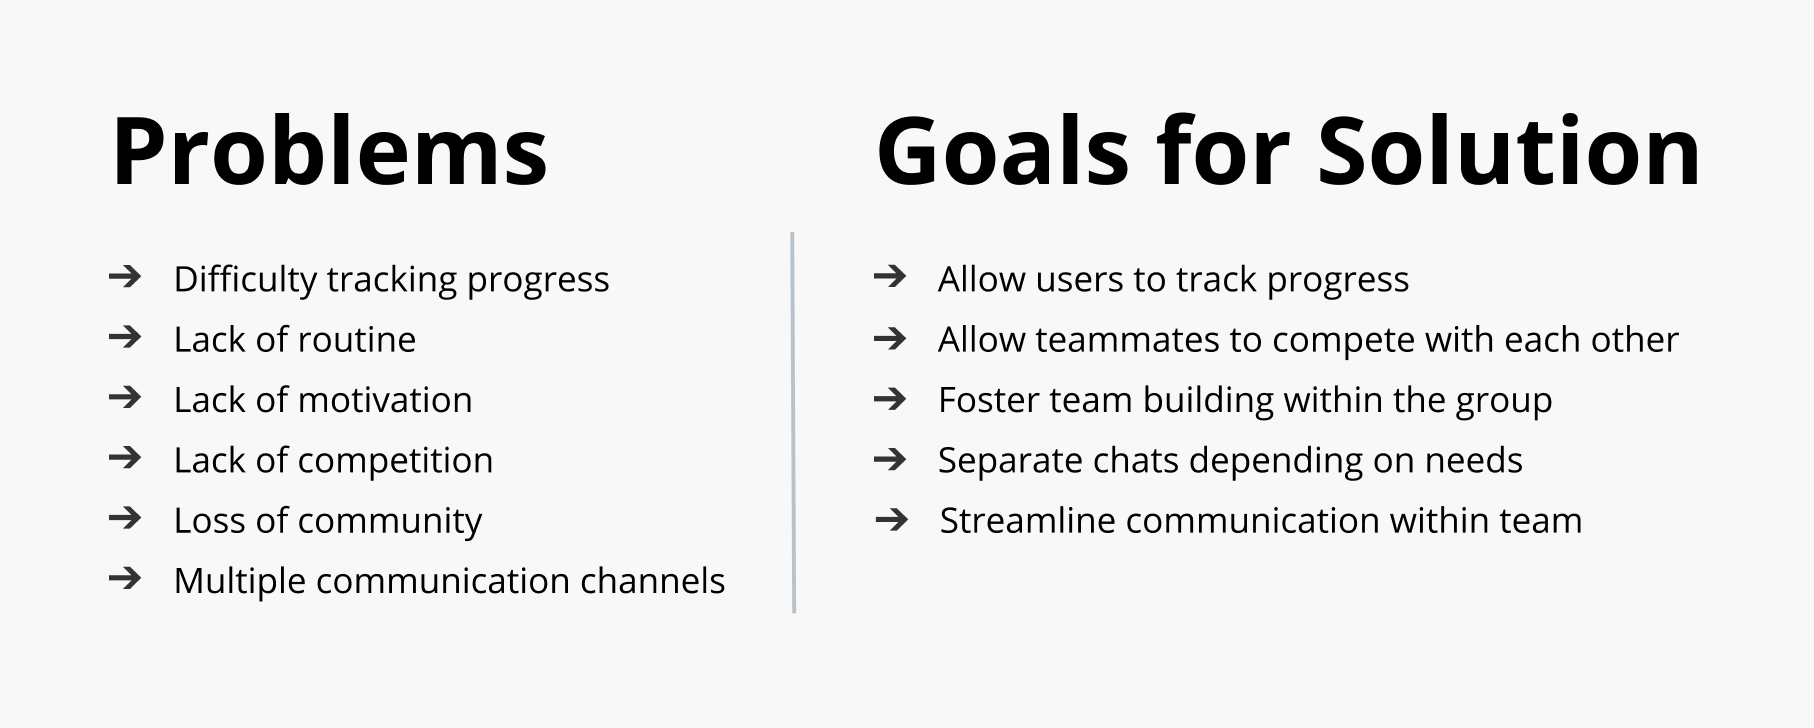 Problems
➔ Difficulty tracking progress
➔ Lack of routine
➔ Lack of motivation
➔ Lack of competition
➔ Loss of community
➔ Multiple communication channels
Goals for Solution
➔ Allow users to track progress
➔ Allow teammates to compete with each other
➔ Foster team building within the group
➔ Separate chats depending on needs
➔ Streamline communication within team